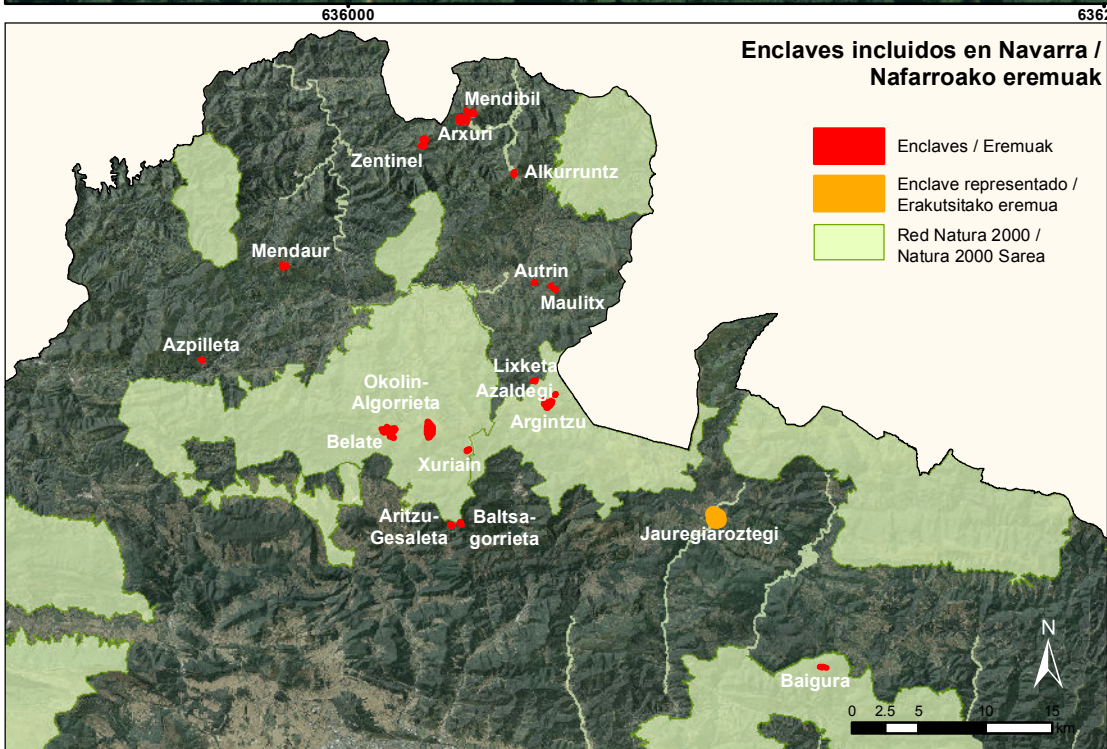 636000
6362
Enclaves incluidos en Navarra /
Nafarroako eremuak
Enclaves / Eremuak
Enclave representado /
Erakutsitako eremua
Red Natura 2000 /
Natura 2000 Sarea
Mendibil
Arxuri
Zentinel
Alkurruntz
Mendaur
Autrin
Maulitx
Azpilleta
Lixketa
Okolin-
Algorrieta
Azaldegi
Argintzu
Belate
Xuriain
Aritzu-
Gesaleta
Baltsa-
gorrieta
Jauregiaroztegi
Baigura
N
0 2.5 5 10 15
km